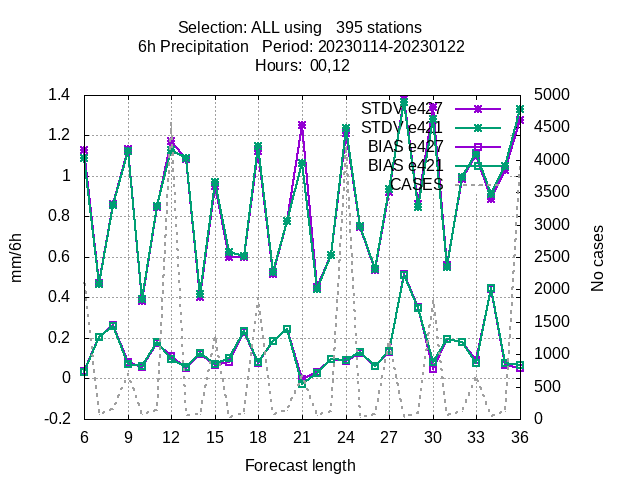 Selection: ALL using   395 stations
6h Precipitation   Period: 20230114-20230122
Hours:  00,12
STDV e427
STDV e421
BIAS e427
BIAS e421
CASES
mm/6h
1.4
1.2
1
0.8
0.6
0.4
0.2
0
-0.2
5000
4500
4000
3500
3000
2500
2000
1500
1000
500
0
No cases
6 9 12 15 18 21 24 27 30 33 36
Forecast length